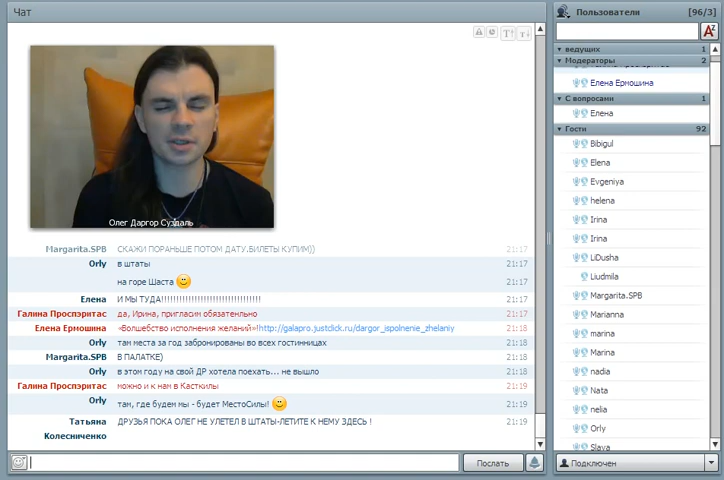 Чат
Олег Даргор Суздаль
Margarita.SPB СКАЖИ ПОРАНЬШЕ ПОТОМ ДАТУ.БИЛЕТЫ КУПИМ)) 21:17
Orly в штаты 21:17
на горе Шаста 21:17
Елена И МЫ ТУДА!!!!!!!!!!!!!!!!!!!!!!!!!!!!!!!! 21:17
Галина Проспэритас да, Ирина, пригласим обязательно 21:17
Елена Ермошина «Волшебство исполнения желаний»!http://galapro.justclick.ru/dargor_ispolnenie_zhelaniy 21:18
Orly там места за год забронированы во всех гостинницах 21:18
Margarita.SPB В ПАЛАТКЕ) 21:18
Orly в этом году на свой ДР хотела поехать... не вышло 21:18
Галина Проспэритас можно и к нам в Касткилы 21:19
Orly там, где будем мы - будет МестоСилы! 21:19
Татьяна Колесниченко ДРУЗЬЯ ПОКА ОЛЕГ НЕ УЛЕТЕЛ В ШТАТЫ-ЛЕТИТЕ К НЕМУ ЗДЕСЬ ! 21:19
Послать
Пользователи [96/3]
ведущих 1
Модераторы 2
Елена Ермошина
С вопросами 1
Елена
Гости 92
Bibigul
Elena
Evgeniya
helena
Irina
Irina
LiDusha
Liudmila
Margarita.SPB
Marianna
marina
Marina
nadia
Nata
nelia
Orly
Slava
Подключен